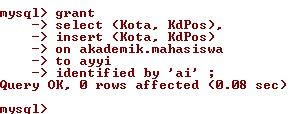 mysql> grant
-> select (Kota, KdPos),
-> insert (Kota, KdPos)
-> on akademik.mahasiswa
-> to ayyi
-> identified by 'ai' ;
Query OK, 0 rows affected (0.08 sec)
mysql>